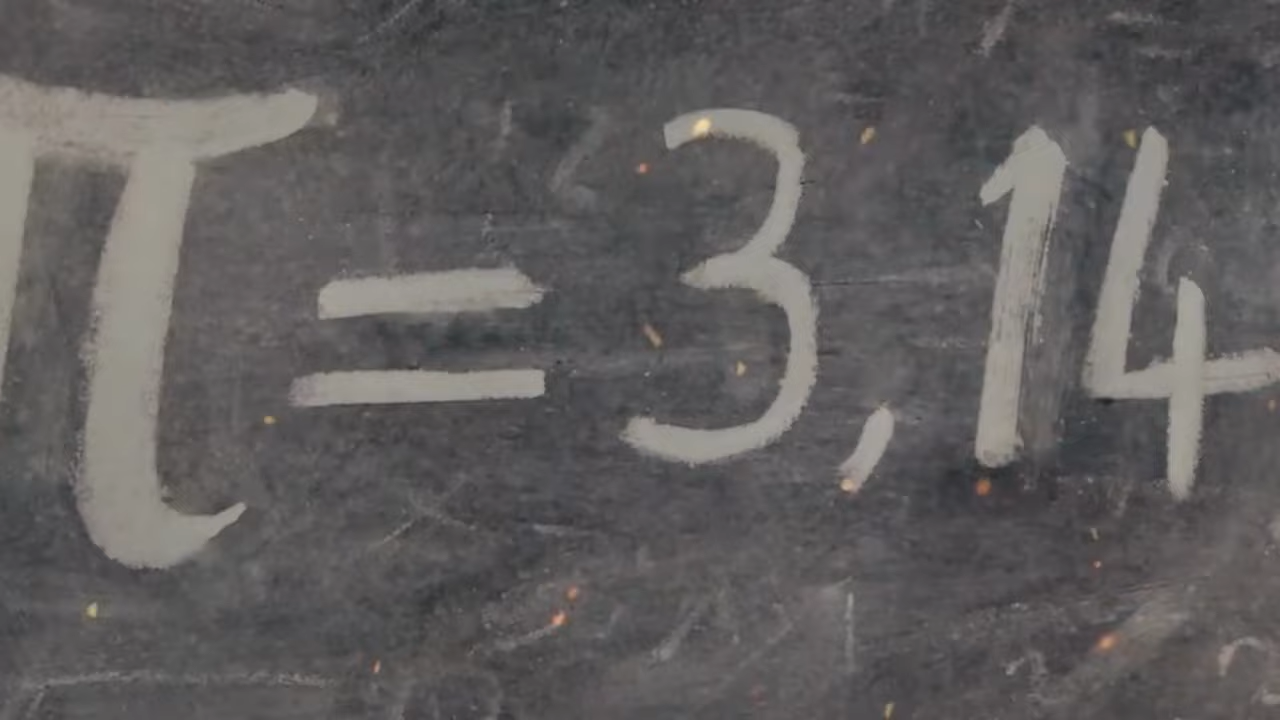 π = 3,14